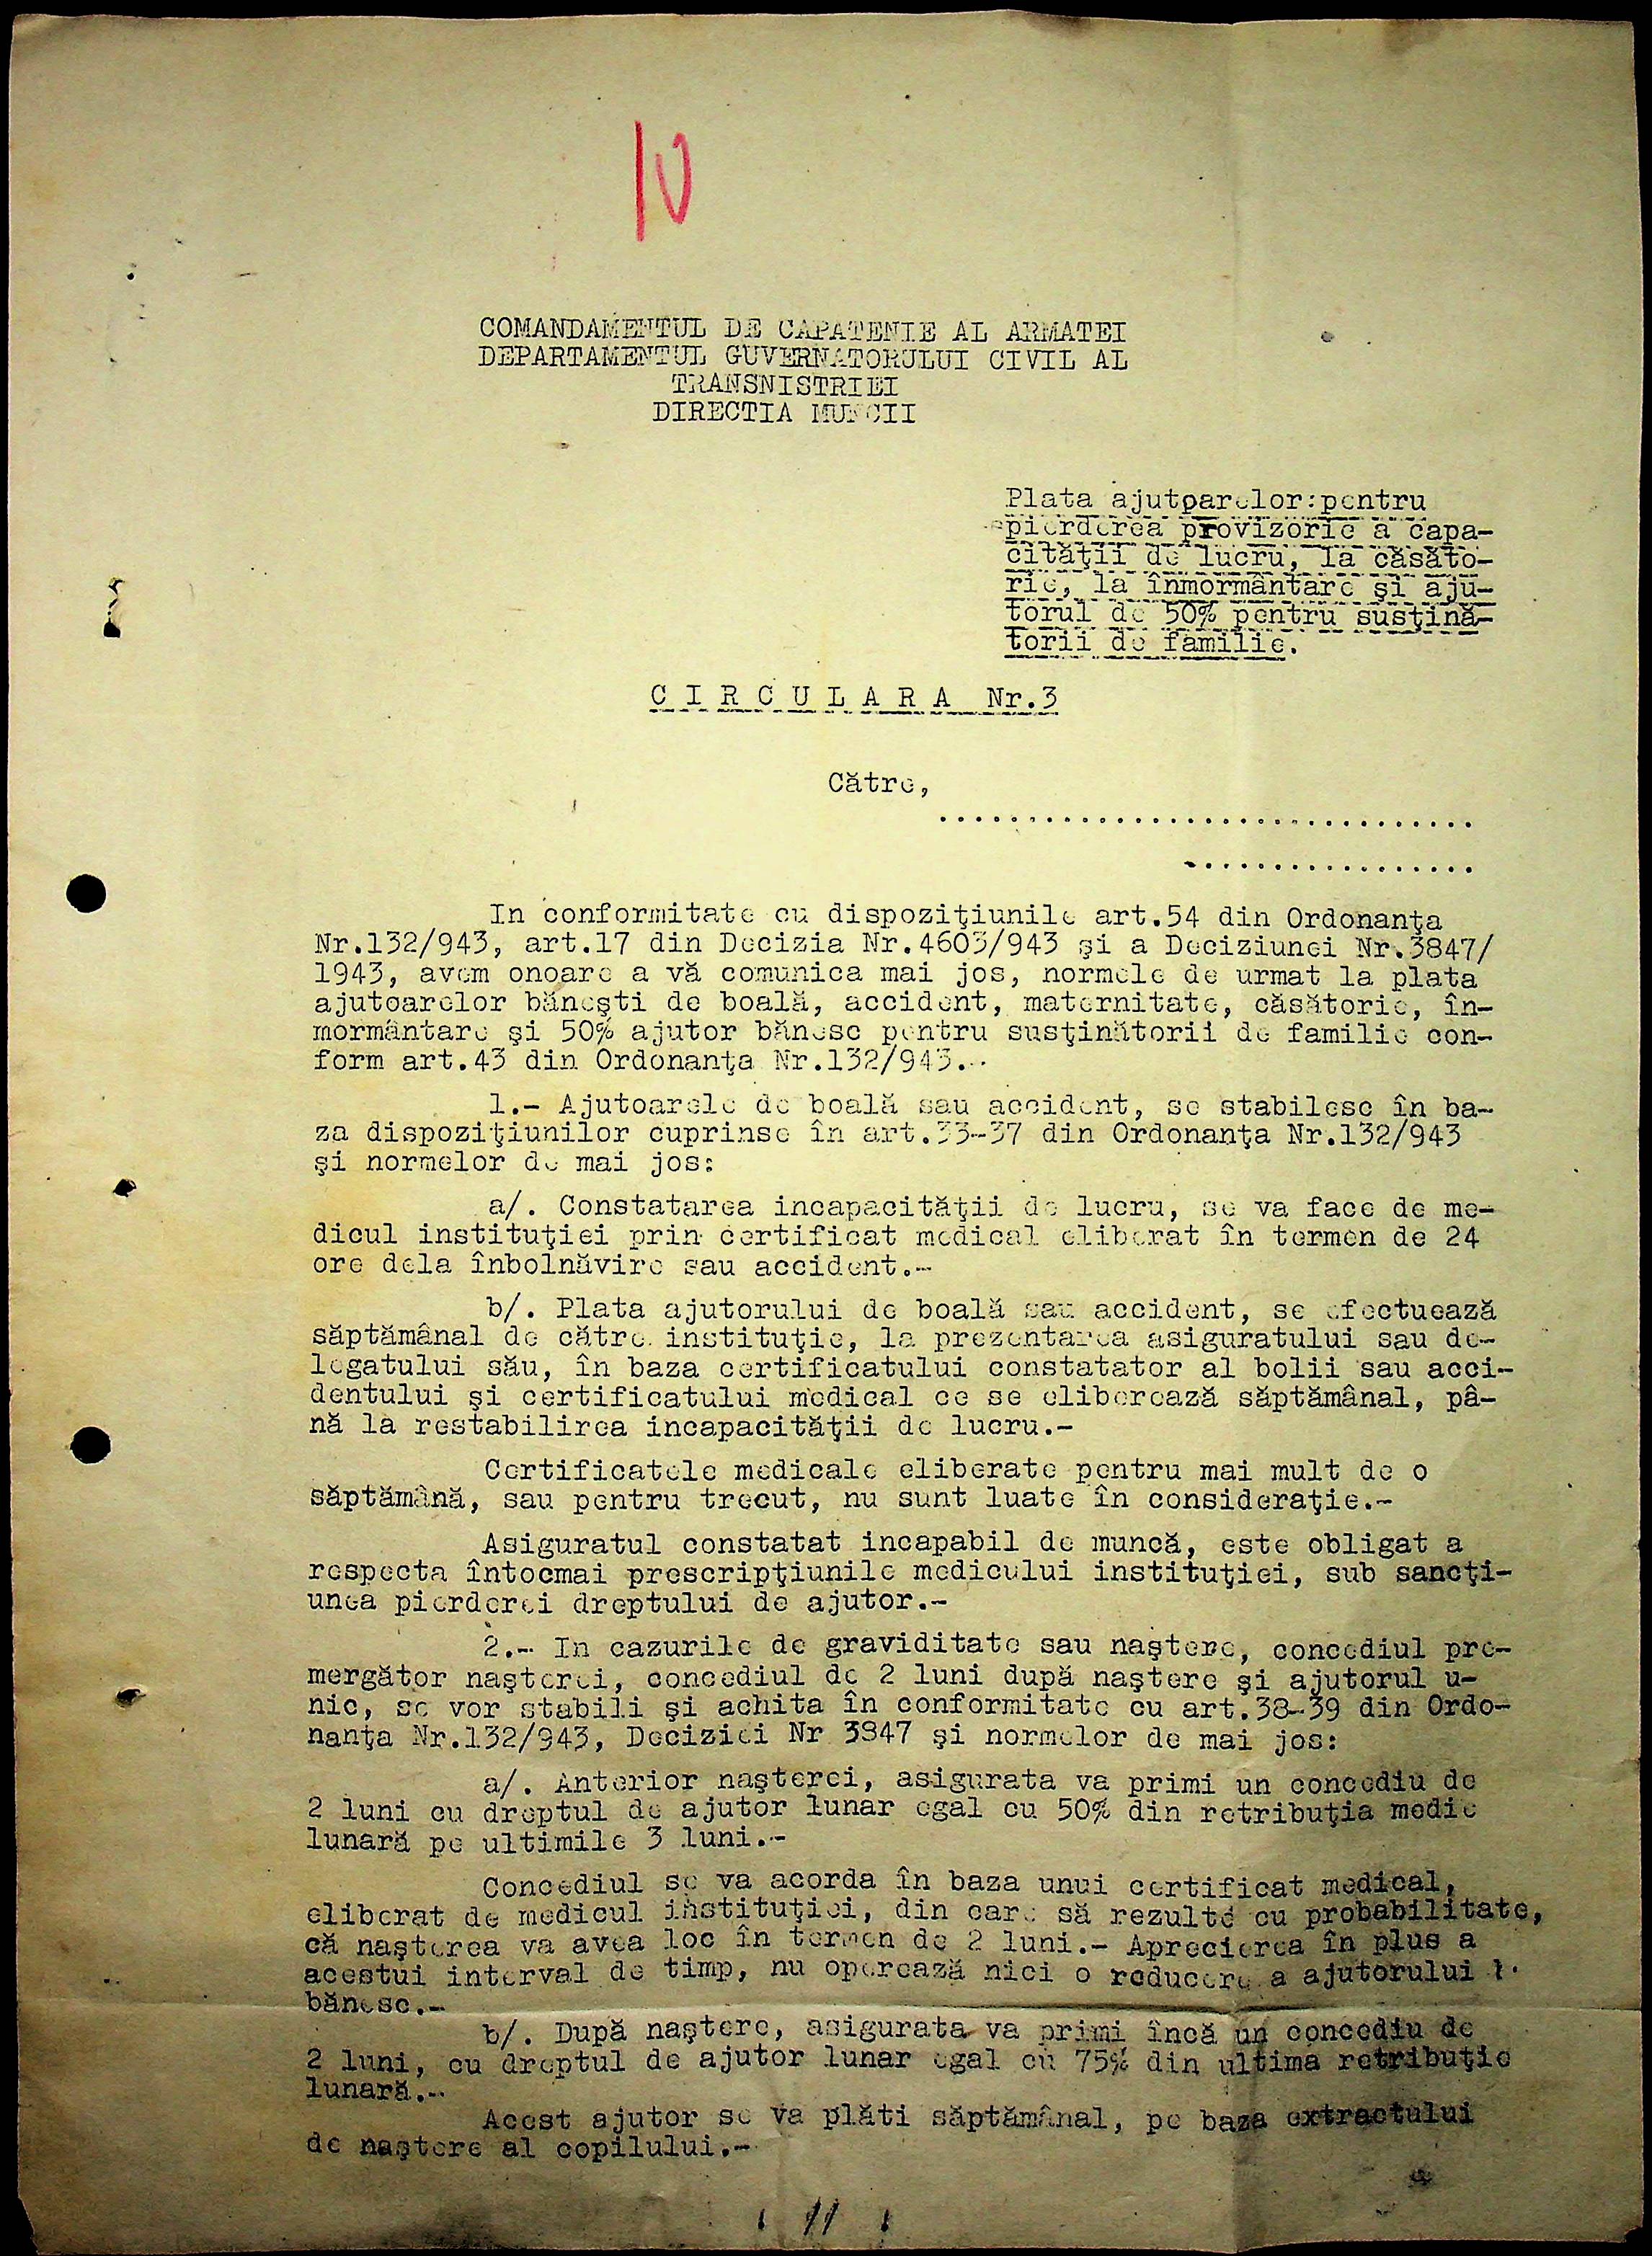 10
COMANDAMENTUL DE CAPATENIE AL ARMATEI
DEPARTAMENTUL GUVERNATORULUI CIVIL AL
TRANSNISTRIEI
DIRECTIA MUNCII
Plata ajutoarelor:pentru
pierderea provizorie a capa-
cităţii de lucru, la căsăto-
rie, la înmormântare şi aju-
torul de 50% pentru susţină-
torii de familie.
C I R C U L A R A Nr.3
Către,
.................................
.................
In conformitate cu dispoziţiunile art.54 din Ordonanţa
Nr.132/943, art.17 din Decizia Nr.4603/943 şi a Deciziunei Nr.3847/
1943, avem onoare a vă comunica mai jos, normele de urmat la plata
ajutoarelor băneşti de boală, accident, maternitate, căsătorie, în-
mormântare şi 50% ajutor bănesc pentru susţinătorii de familie con-
form art.43 din Ordonanţa Nr.132/943.-
1.- Ajutoarele de boală sau accident, se stabilesc în ba-
za dispoziţiunilor cuprinse în art.33-37 din Ordonanţa Nr.132/943
şi normelor de mai jos:
a/. Constatarea incapacităţii de lucru, se va face de me-
dicul instituţiei prin certificat medical eliberat în termen de 24
ore dela înbolnăvire sau accident.-
b/. Plata ajutorului de boală sau accident, se efectuează
săptămânal de către instituţie, la prezentarea asiguratului sau de-
legatului său, în baza certificatului constatator al bolii sau acci-
dentului şi certificatului medical ce se eliberează săptămânal, pâ-
nă la restabilirea incapacităţii de lucru.-
Certificatele medicale eliberate pentru mai mult de o
săptămână, sau pentru trecut, nu sunt luate în consideraţie.-
Asiguratul constatat incapabil de muncă, este obligat a
respecta întocmai prescripţiunile medicului instituţiei, sub sancţi-
unea pierderei dreptului de ajutor.-
2.- In cazurile de graviditate sau naştere, concediul pre-
mergător naşterei, concediul de 2 luni după naştere şi ajutorul u-
nic, se vor stabili şi achita în conformitate cu art.38-39 din Ordo-
nanţa Nr.132/943, Deciziei Nr 3847 şi normelor de mai jos:
a/. Anterior naşterei, asigurata va primi un concediu de
2 luni cu dreptul de ajutor lunar egal cu 50% din retribuţia medie
lunară pe ultimile 3 luni.-
Concediul se va acorda în baza unui certificat medical,
eliberat de medicul instituţiei, din care să rezulte cu probabilitate,
că naşterea va avea loc în termen de 2 luni.- Aprecierea în plus a
acestui interval de timp, nu operează nici o reducere a ajutorului
bănesc.-
b/. După naştere, asigurata va primi încă un concediu de
2 luni, cu dreptul de ajutor lunar egal cu 75% din ultima retribuţie
lunară.-
Acest ajutor se va plăti săptămânal, pe baza extractului
de naştere al copilului.-
11